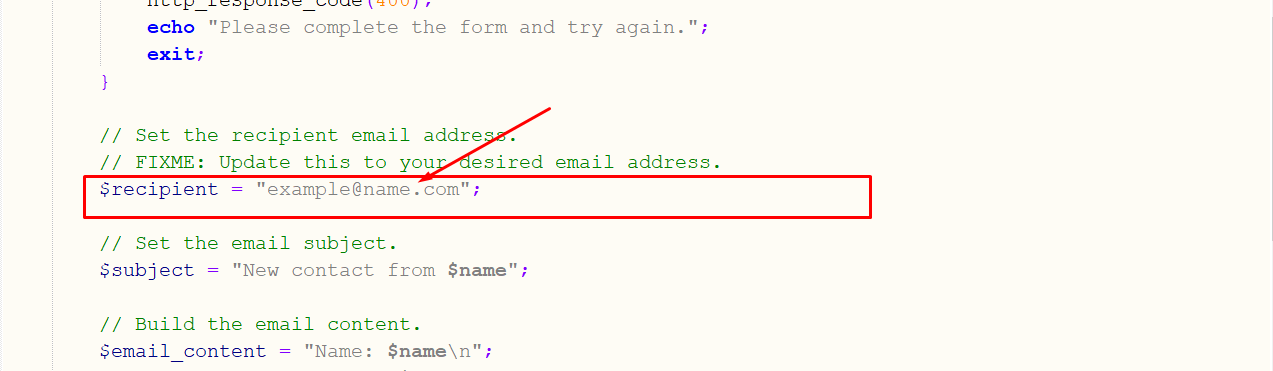 http_response_code(400);
echo "Please complete the form and try again.";
exit;
}
// Set the recipient email address.
// FIXME: Update this to your desired email address.
$recipient = "example@name.com";
// Set the email subject.
$subject = "New contact from $name";
// Build the email content.
$email_content = "Name: $name\n";